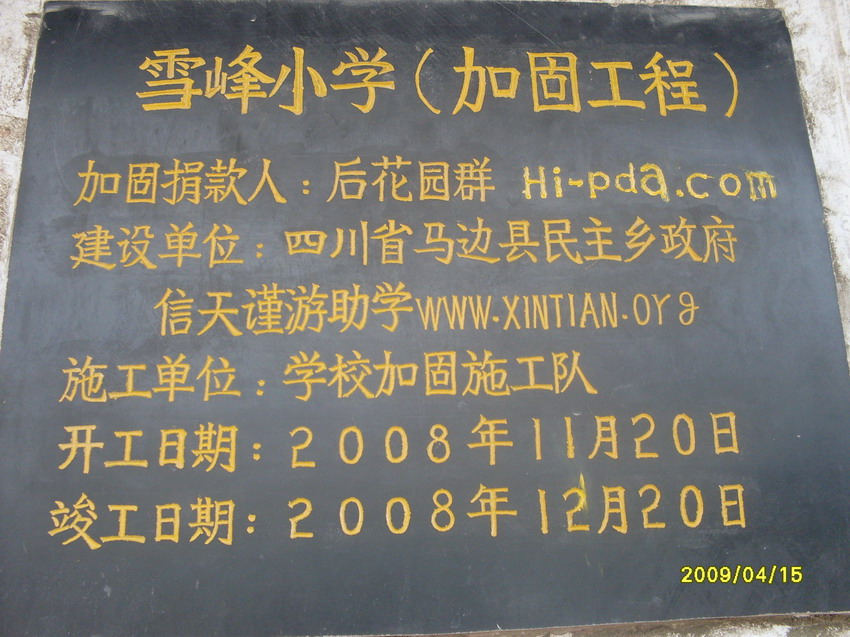 雪峰小学（加固工程）
加固捐款人：后花园群 Hi-pda.com
建设单位：四川省马边县民主乡政府
信天谨游助学www.XINTIAN.org
施工单位：学校加固施工队
开工日期：2008年11月20日
竣工日期：2008年12月20日
2009/04/15